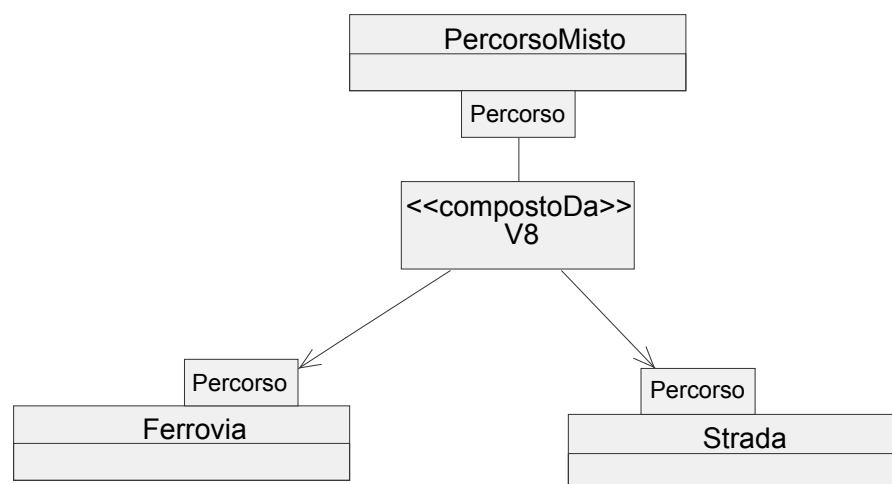 PercorsoMisto
Percorso
<<compostoDa>>
V8
Percorso
Percorso
Ferrovia
Strada